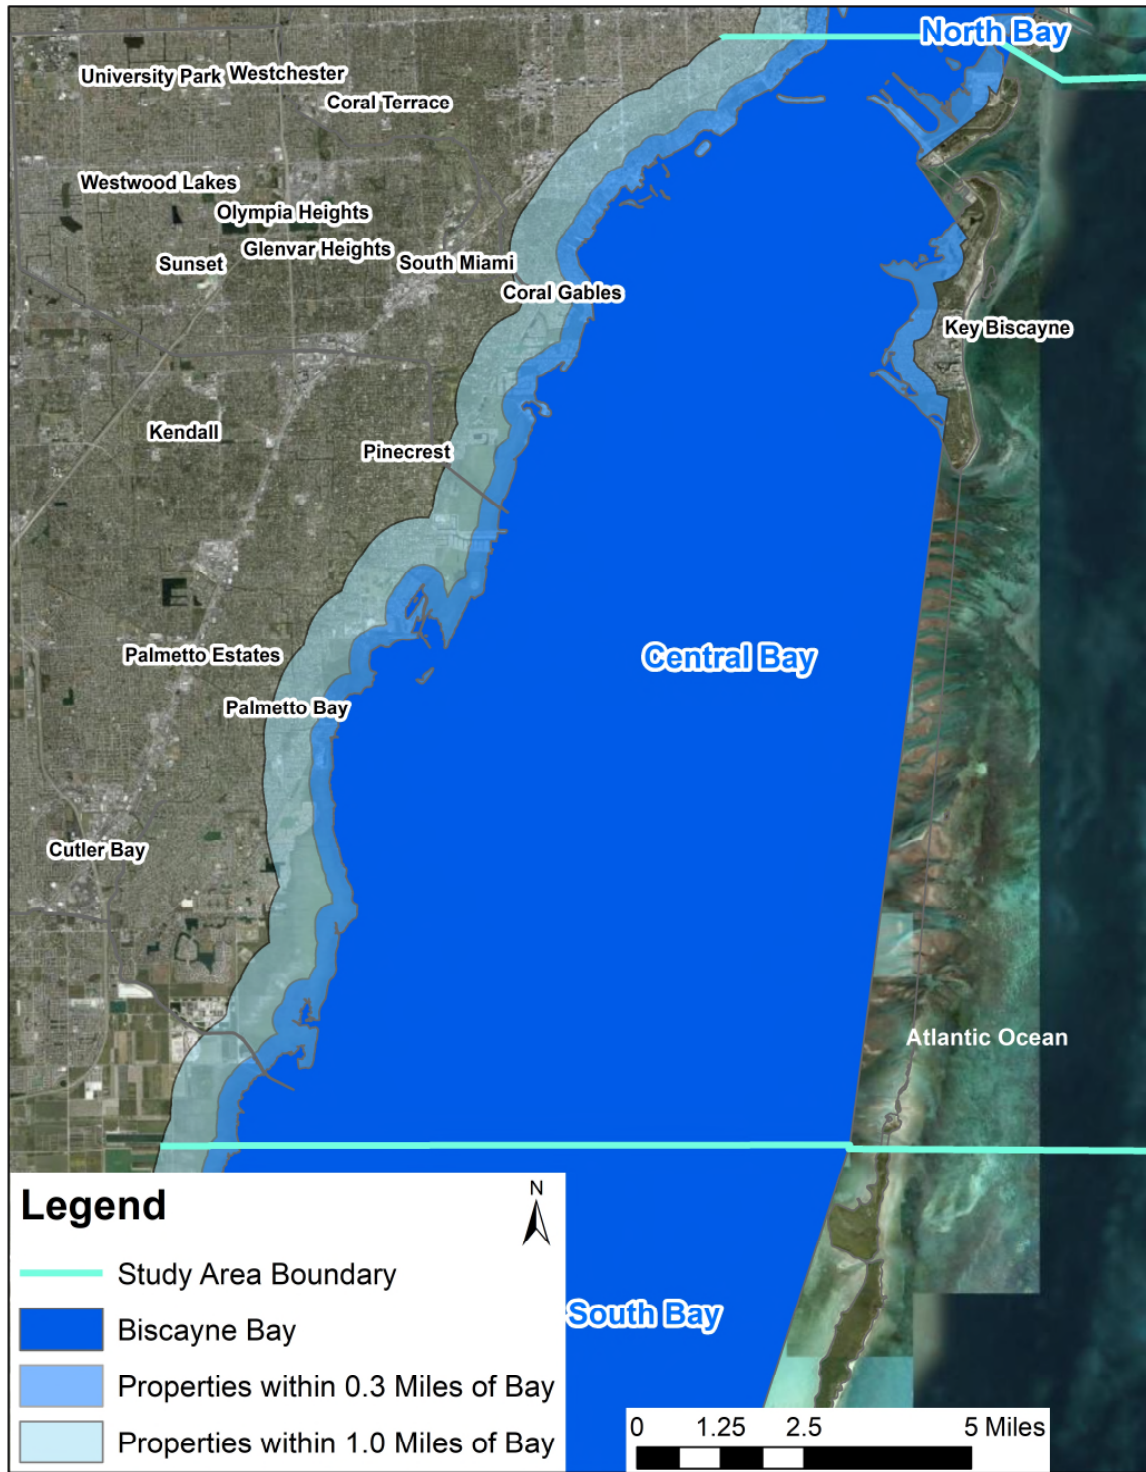 North Bay
University Park
Westchester
Coral Terrace
Westwood Lakes
Olympia Heights
Glenvar Heights
Sunset
South Miami
Coral Gables
Key Biscayne
Kendall
Pinecrest
Central Bay
Palmetto Estates
Palmetto Bay
Cutler Bay
Atlantic Ocean
South Bay
Legend
N
Study Area Boundary
Biscayne Bay
Properties within 0.3 Miles of Bay
Properties within 1.0 Miles of Bay
0 1.25 2.5 5 Miles